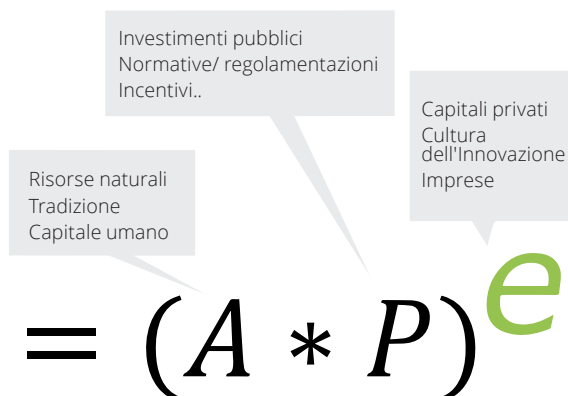 Investimenti pubblici
Normative/ regolamentazioni
Incentivi..
Capitali privati
Cultura
dell'Innovazione
Imprese
Risorse naturali
Tradizione
Capitale umano
= (A * P)^e